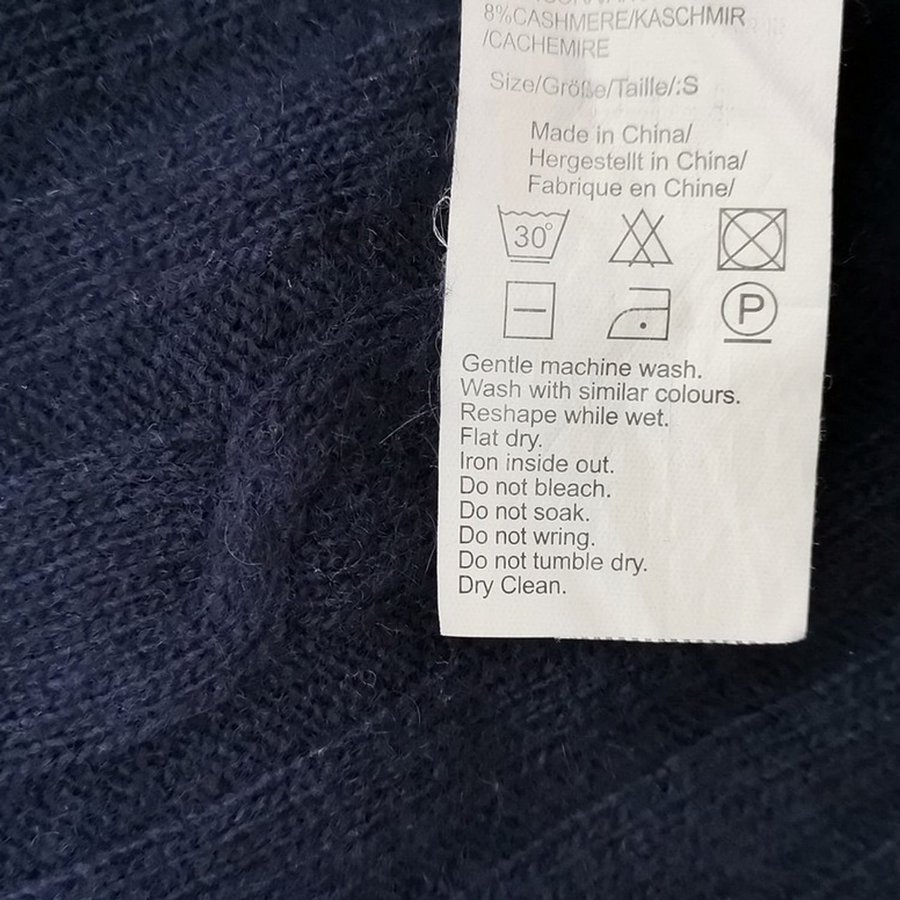 8%CASHMERE/KASCHMIR
/CACHEMIRE
Size/Größe/Taille/:S
Made in China/
Hergestellt in China/
Fabrique en Chine/
30°
P
Gentle machine wash.
Wash with similar colours.
Reshape while wet.
Flat dry.
Iron inside out.
Do not bleach.
Do not soak.
Do not wring.
Do not tumble dry.
Dry Clean.